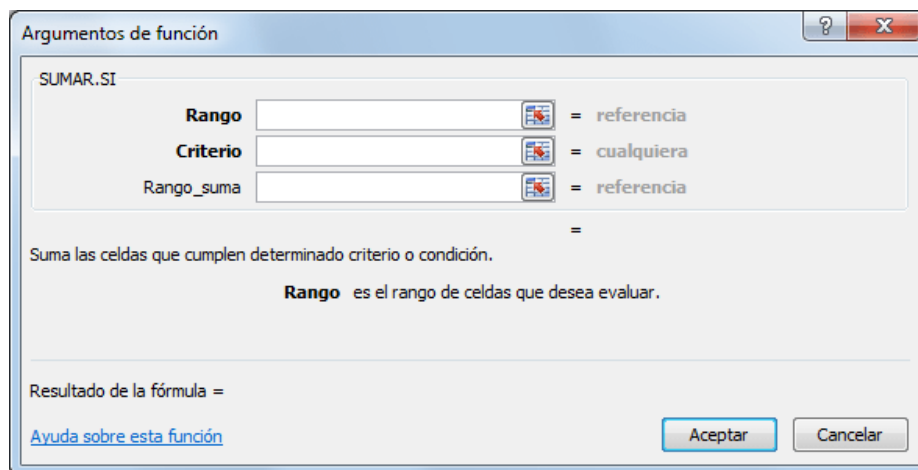 Argumentos de función
SUMAR.SI
Rango = referencia
Criterio = cualquiera
Rango_suma = referencia
=
Suma las celdas que cumplen determinado criterio o condición.
Rango es el rango de celdas que desea evaluar.
Resultado de la fórmula =
Ayuda sobre esta función Aceptar Cancelar